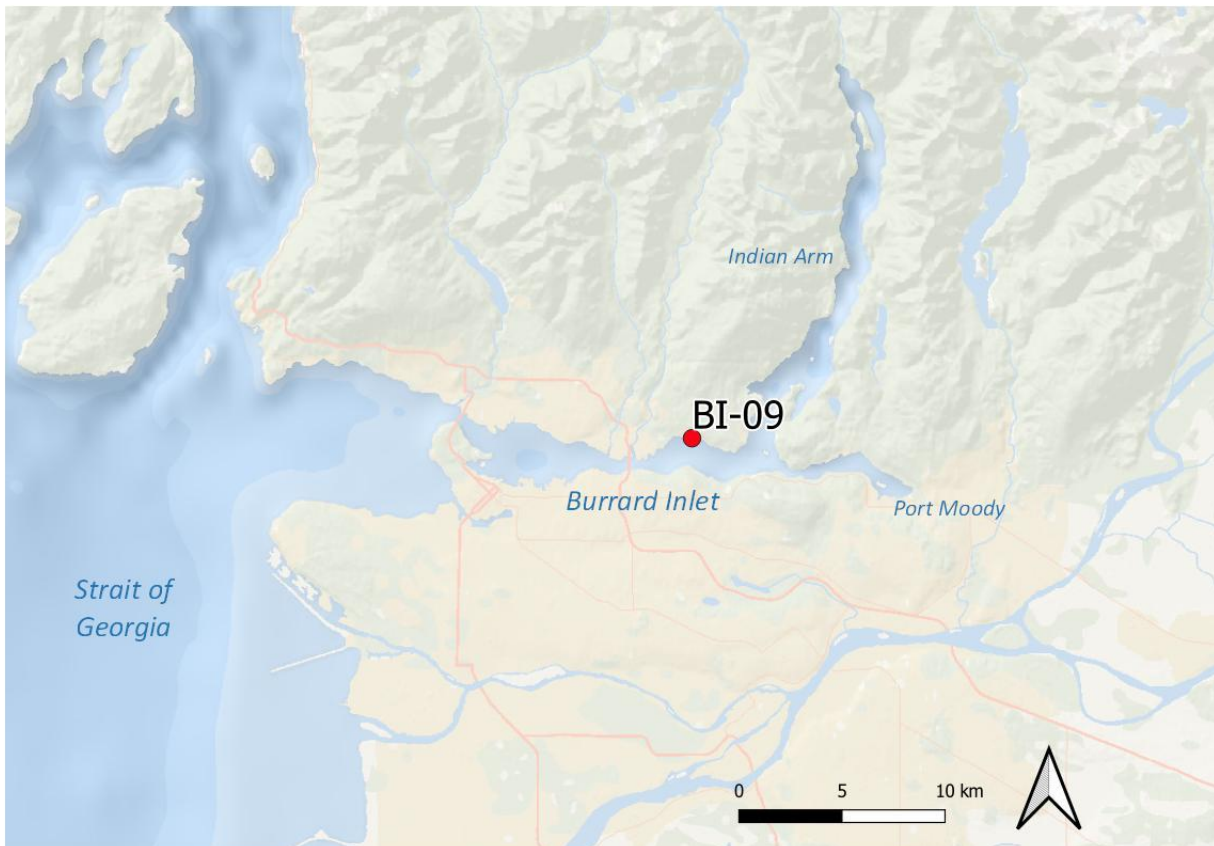 Indian Arm
BI-09
Burrard Inlet
Port Moody
Strait of
Georgia
0 5 10 km